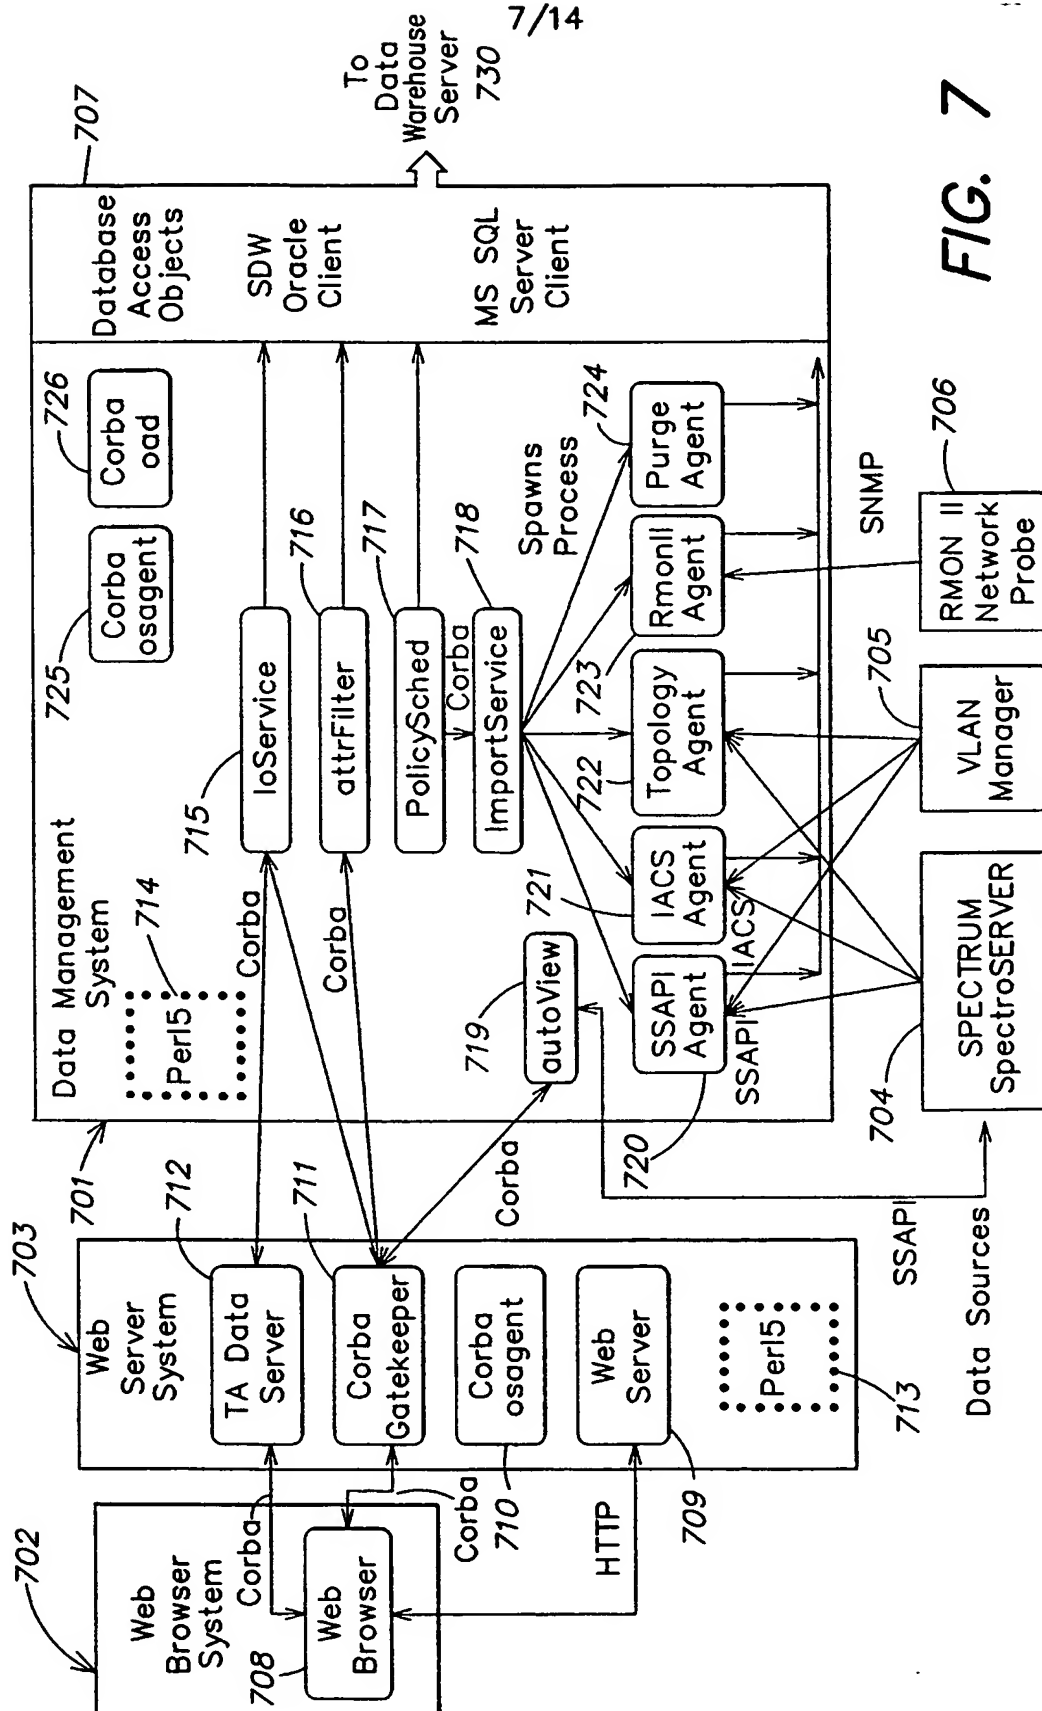 7/14
702
Web
Browser
System
708
Web
Browser
Corba
Corba
HTTP
703
Web
Server
System
712
TA Data
Server
711
Corba
Gatekeeper
Corba
osagent
710
Web
Server
709
Perl5
713
701
Data Management
System
714
Perl5
Corba
Corba
Corba
715
IoService
716
attrFilter
717
PolicySched
Corba
718
ImportService
719
autoView
Spawns
Process
725
Corba
osagent
726
Corba
oad
720
SSAPI
Agent
SSAPI
721
IACS
Agent
IACS
722
Topology
Agent
723
RmonII
Agent
724
Purge
Agent
707
Database
Access
Objects
SDW
Oracle
Client
MS SQL
Server
Client
To
Data
Warehouse
Server
730
SSAPI
Data Sources
704
SPECTRUM
SpectroSERVER
705
VLAN
Manager
SNMP
706
RMON II
Network
Probe
FIG. 7